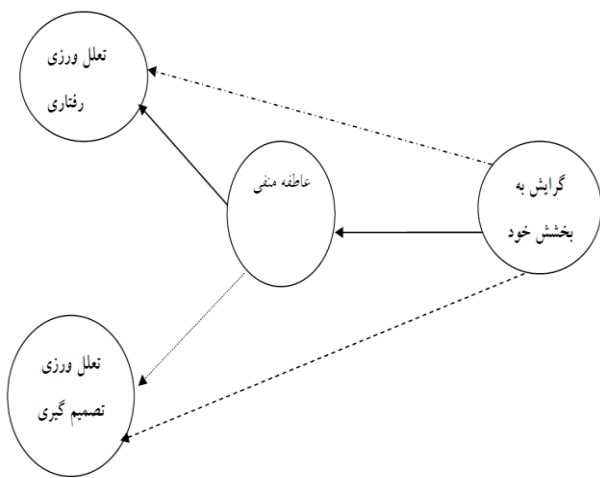 تعلل ورزی
رفتاری
عاطفه منفی
گرایش به
بخشش خود
تعلل ورزی
تصمیم گیری